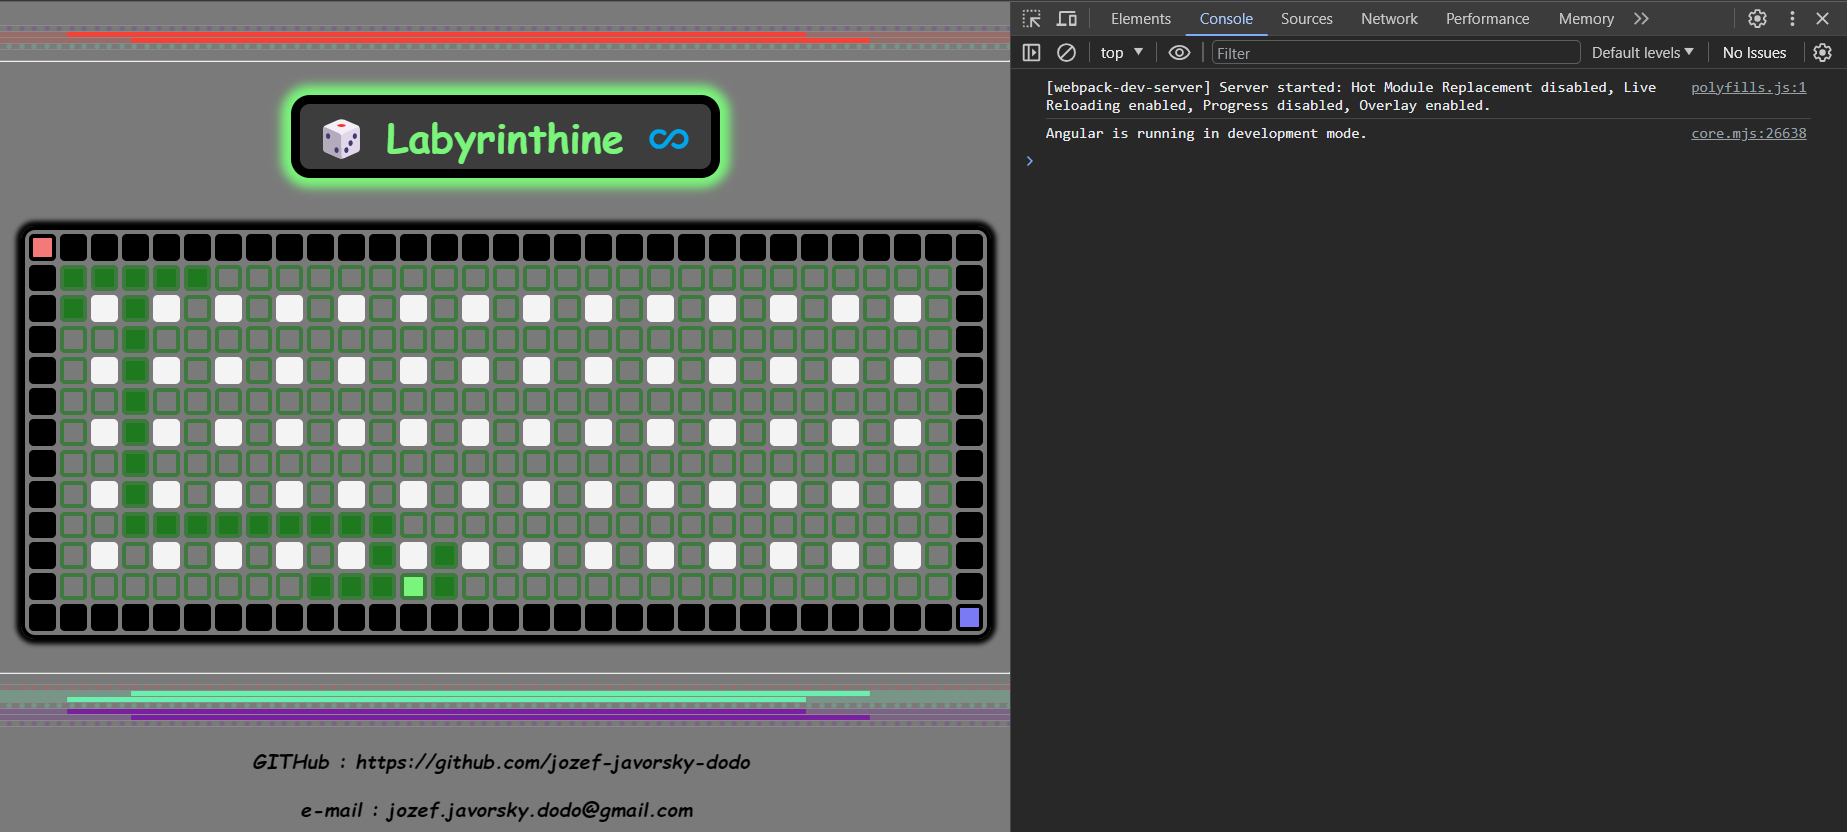 Elements Console Sources Network Performance Memory
top Filter Default levels No Issues
[webpack-dev-server] Server started: Hot Module Replacement disabled, Live polyfills.js:1
Reloading enabled, Progress disabled, Overlay enabled.
Angular is running in development mode. core.mjs:26638
Labyrinthine
GITHub : https://github.com/jozef-javorsky-dodo
e-mail : jozef.javorsky.dodo@gmail.com